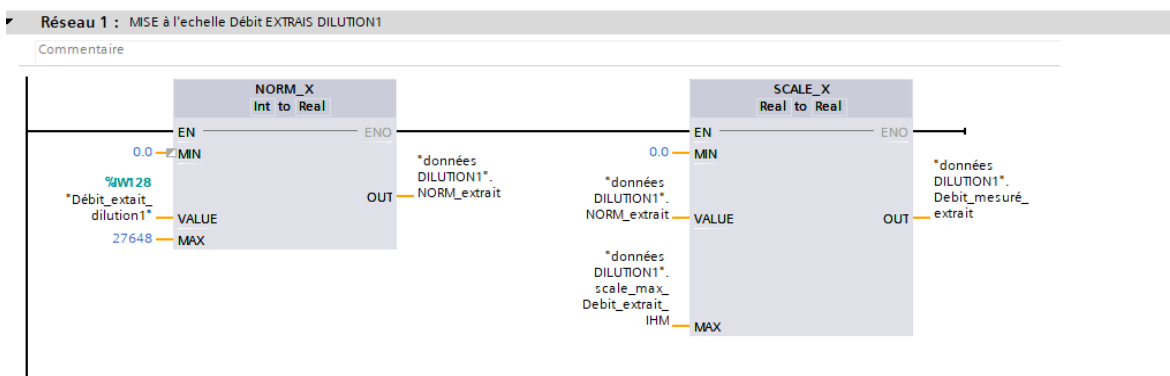 Réseau 1 : MISE à l'echelle Débit EXTRAIS DILUTION1
Commentaire
NORM_X
Int to Real
EN
ENO
0.0
MIN
%IW128
"Débit_extait_
dilution1"
VALUE
27648
MAX
OUT
"données
DILUTION1".
NORM_extrait
SCALE_X
Real to Real
EN
ENO
0.0
MIN
"données
DILUTION1".
NORM_extrait
VALUE
"données
DILUTION1".
scale_max_
Debit_extrait_
IHM
MAX
OUT
"données
DILUTION1".
Debit_mesuré_
extrait